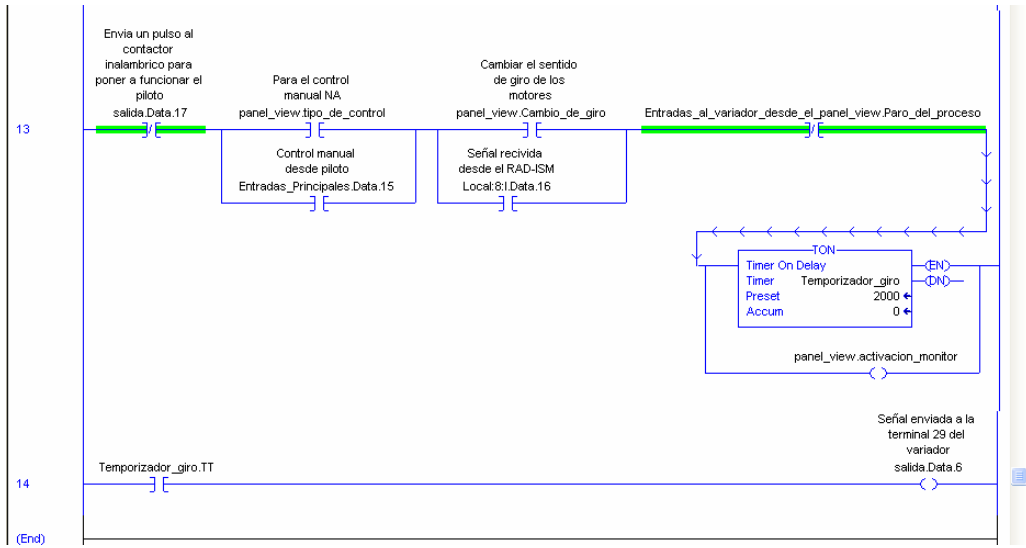 Envia un pulso al
contactor
inalambrico para
poner a funcionar el
piloto
salida.Data.17
Para el control
manual NA
panel_view.tipo_de_control
Cambiar el sentido
de giro de los
motores
panel_view.Cambio_de_giro
Entradas_al_variador_desde_el_panel_view.Paro_del_proceso
13
Control manual
desde piloto
Entradas_Principales.Data.15
Señal recivida
desde el RAD-ISM
Local:8:I.Data.16
TON
Timer On Delay
Timer Temporizador_giro
Preset 2000
Accum 0
EN
DN
panel_view.activacion_monitor
Señal enviada a la
terminal 29 del
variador
salida.Data.6
Temporizador_giro.TT
14
(End)